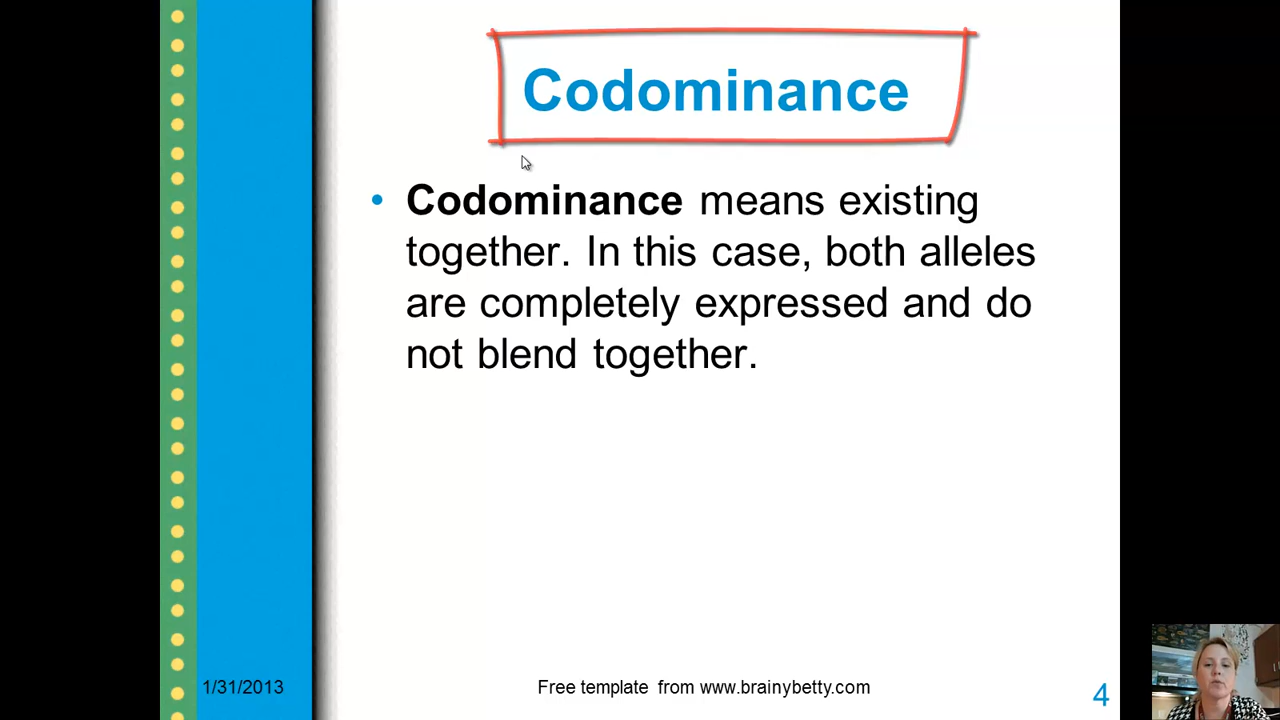 Codominance
• Codominance means existing
together. In this case, both alleles
are completely expressed and do
not blend together.
1/31/2013
Free template from www.brainybetty.com
4